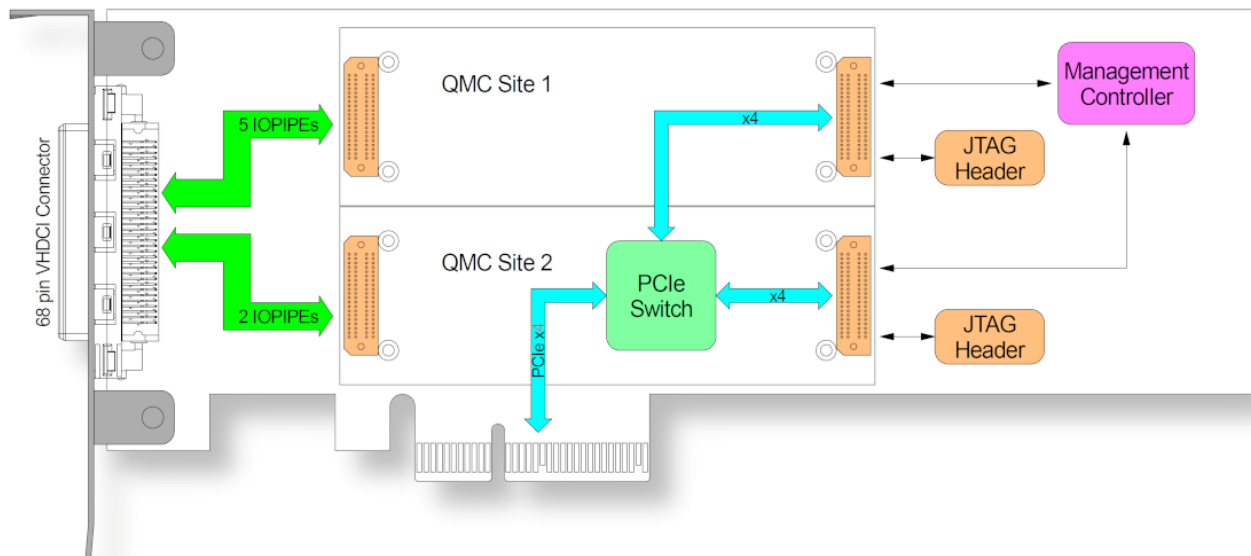 68 pin VHDCI Connector
5 IOPIPEs
2 IOPIPEs
QMC Site 1
x4
QMC Site 2
PCIe
Switch
x4
PCIe x4
Management
Controller
JTAG
Header
JTAG
Header